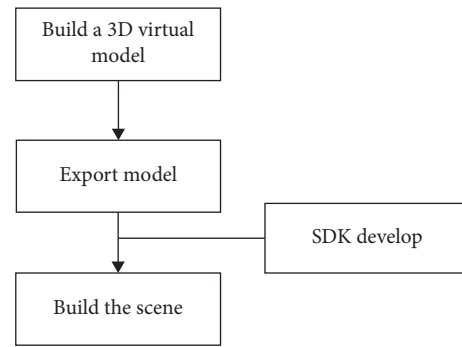 Build a 3D virtual
model
Export model
SDK develop
Build the scene